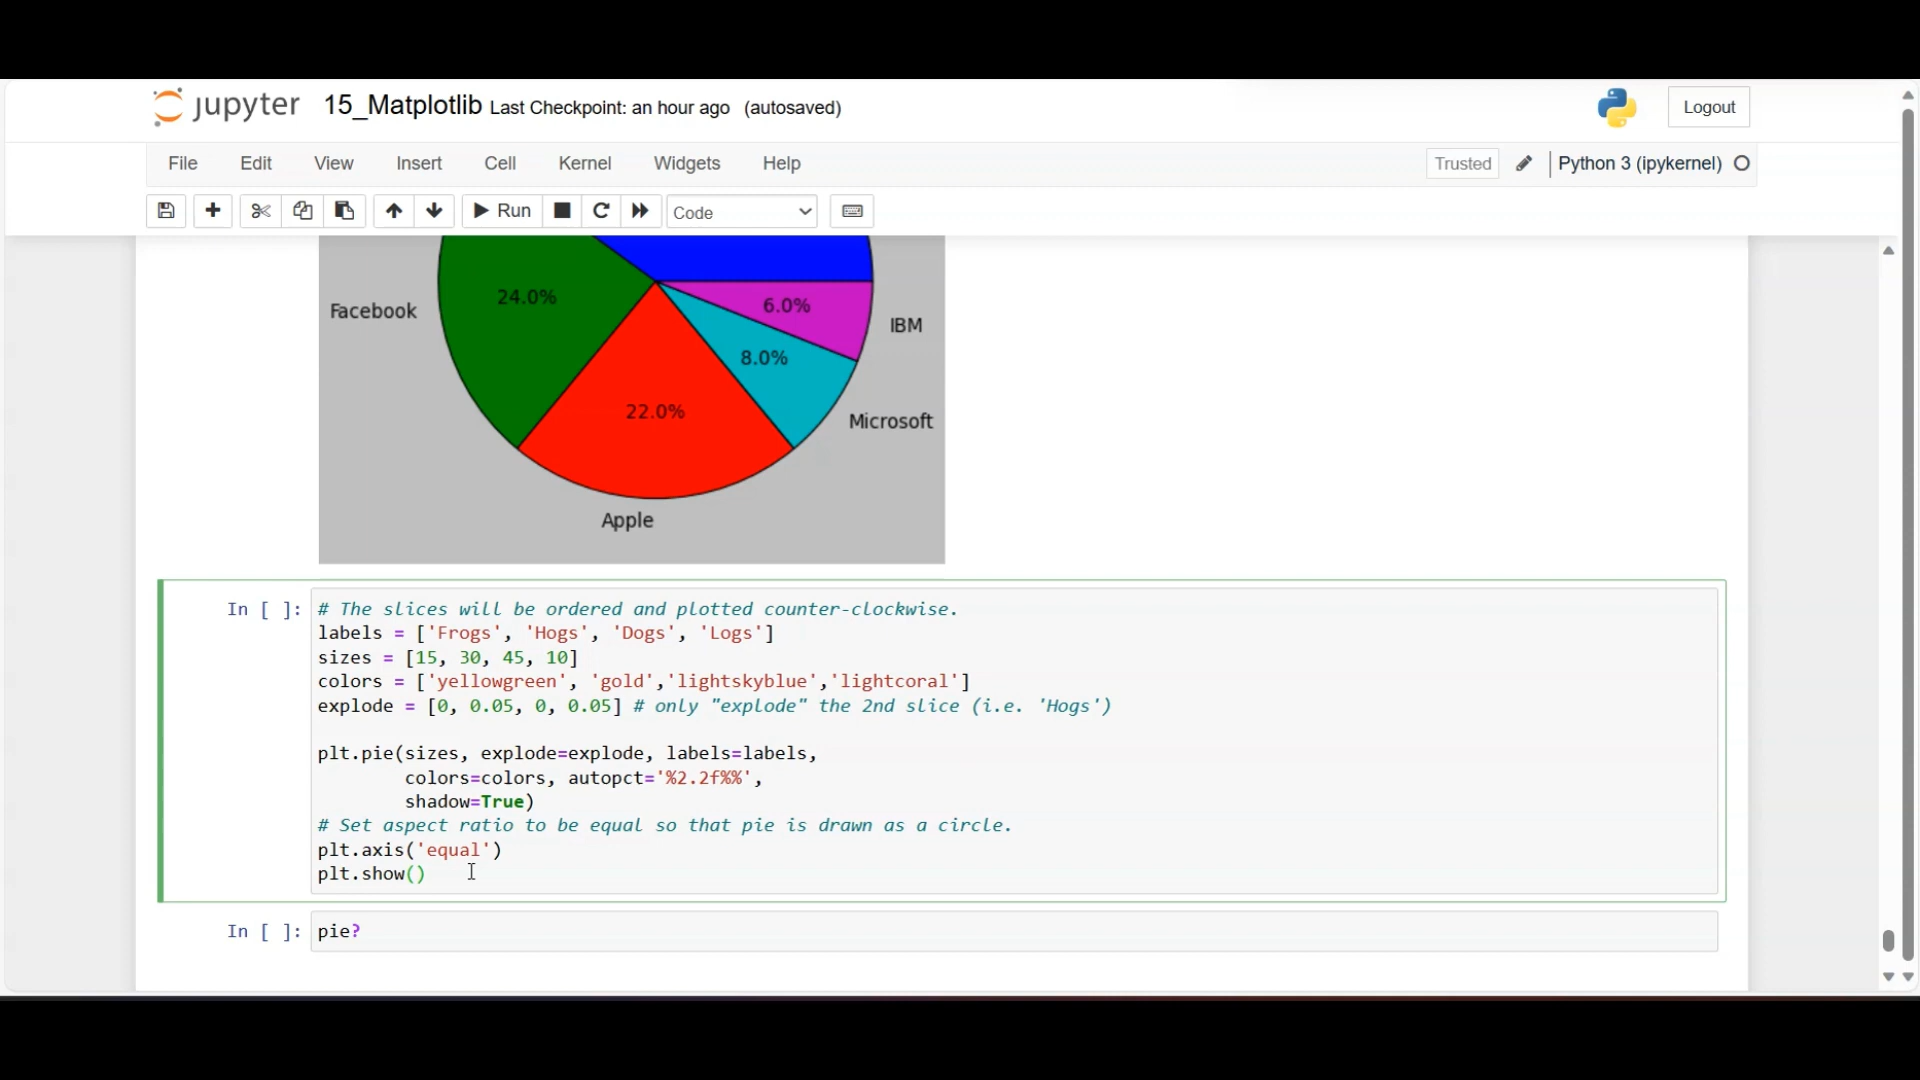 jupyter 15_Matplotlib Last Checkpoint: an hour ago (autosaved) Logout
File Edit View Insert Cell Kernel Widgets Help Trusted Python 3 (ipykernel)
Run Code
24.0%
Facebook
6.0%
IBM
8.0%
22.0%
Microsoft
Apple
In [ ]: # The slices will be ordered and plotted counter-clockwise.
labels = ['Frogs', 'Hogs', 'Dogs', 'Logs']
sizes = [15, 30, 45, 10]
colors = ['yellowgreen', 'gold','lightskyblue','lightcoral']
explode = [0, 0.05, 0, 0.05] # only "explode" the 2nd slice (i.e. 'Hogs')
plt.pie(sizes, explode=explode, labels=labels,
colors=colors, autopct='%2.2f%%',
shadow=True)
# Set aspect ratio to be equal so that pie is drawn as a circle.
plt.axis('equal')
plt.show()
In [ ]: pie?